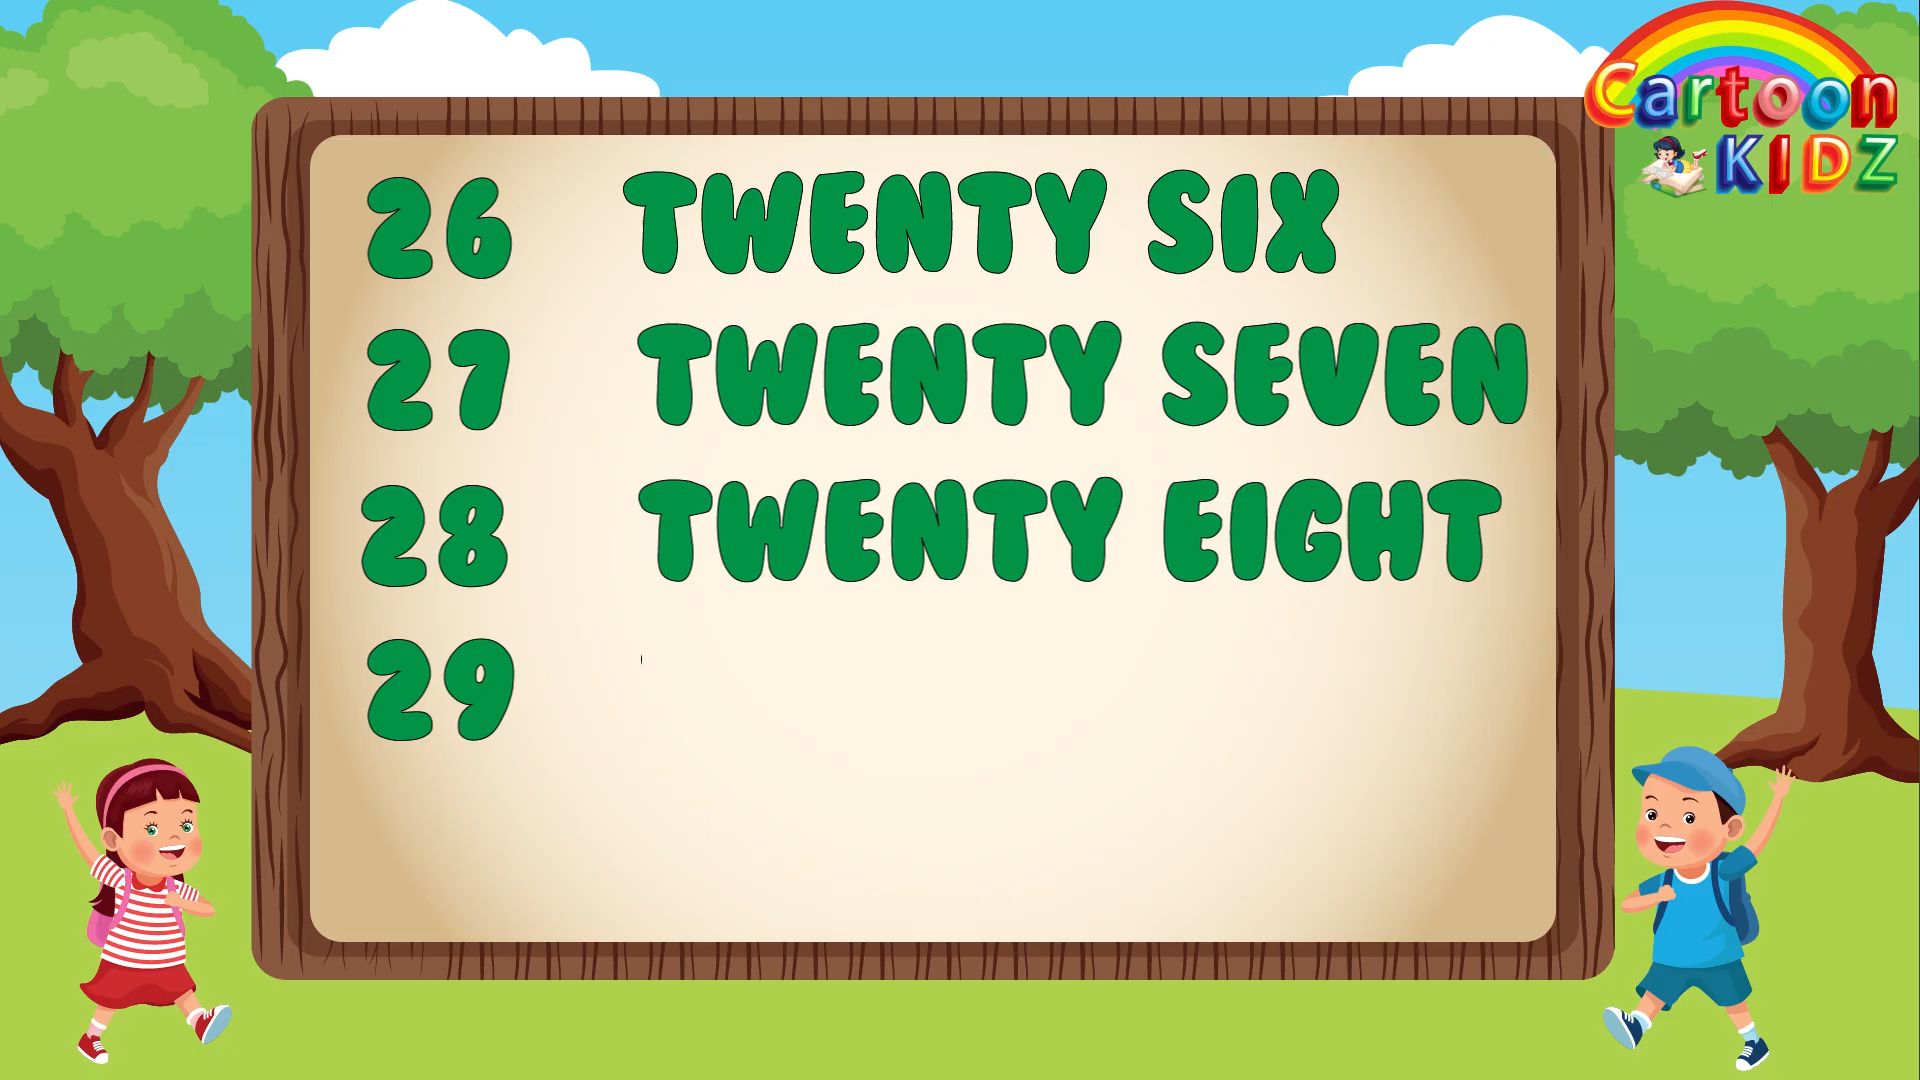 Cartoon
KIDZ
26 TWENTY SIX
27 TWENTY SEVEN
28 TWENTY EIGHT
29